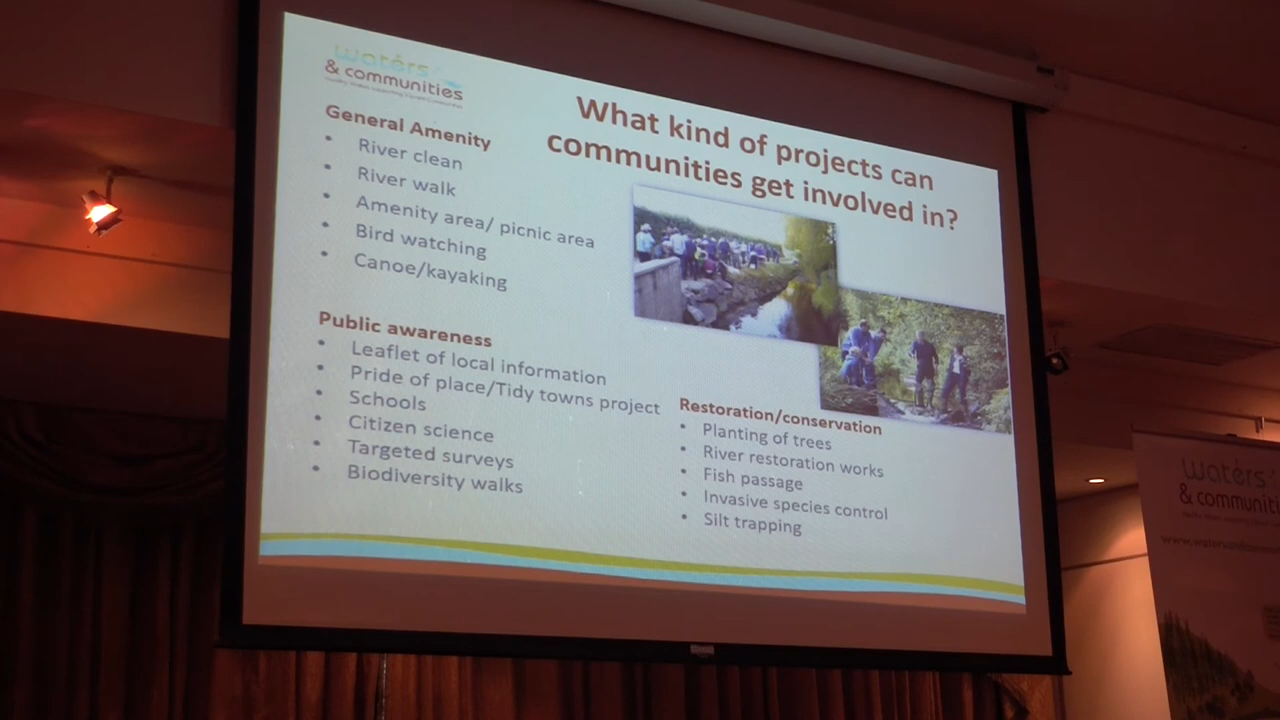 waters
& communities
What kind of projects can
communities get involved in?
General Amenity
• River clean
• River walk
• Amenity area/ picnic area
• Bird watching
• Canoe/kayaking
Public awareness
• Leaflet of local information
• Pride of place/Tidy towns project
• Schools
• Citizen science
• Targeted surveys
• Biodiversity walks
Restoration/conservation
• Planting of trees
• River restoration works
• Fish passage
• Invasive species control
• Silt trapping
waters
& communit